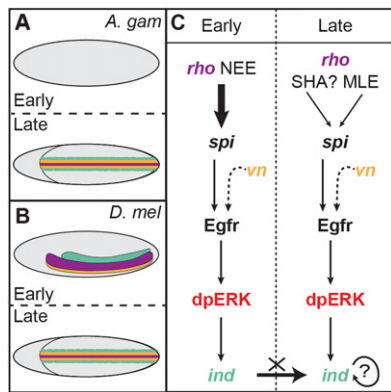 A
A. gam
Early
Late
B
D. mel
Early
Late
C
Early
Late
rho NEE
spi
vn
Egfr
dpERK
ind
rho
SHA? MLE
spi
vn
Egfr
dpERK
ind
?